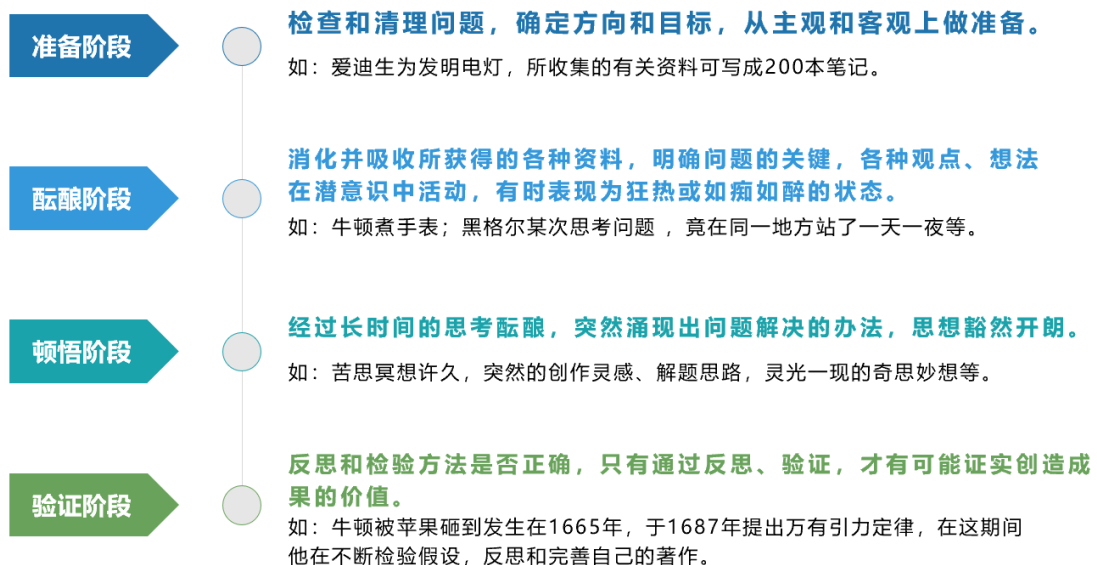 准备阶段
检查和清理问题，确定方向和目标，从主观和客观上做准备。
如：爱迪生为发明电灯，所收集的有关资料可写成200本笔记。
酝酿阶段
消化并吸收所获得的各种资料，明确问题的关键，各种观点、想法
在潜意识中活动，有时表现为狂热或如痴如醉的状态。
如：牛顿煮手表；黑格尔某次思考问题 ，竟在同一地方站了一天一夜等。
顿悟阶段
经过长时间的思考酝酿，突然涌现出问题解决的办法，思想豁然开朗。
如：苦思冥想许久，突然的创作灵感、解题思路，灵光一现的奇思妙想等。
验证阶段
反思和检验方法是否正确，只有通过反思、验证，才有可能证实创造成
果的价值。
如：牛顿被苹果砸到发生在1665年，于1687年提出万有引力定律，在这期间
他在不断检验假设，反思和完善自己的著作。